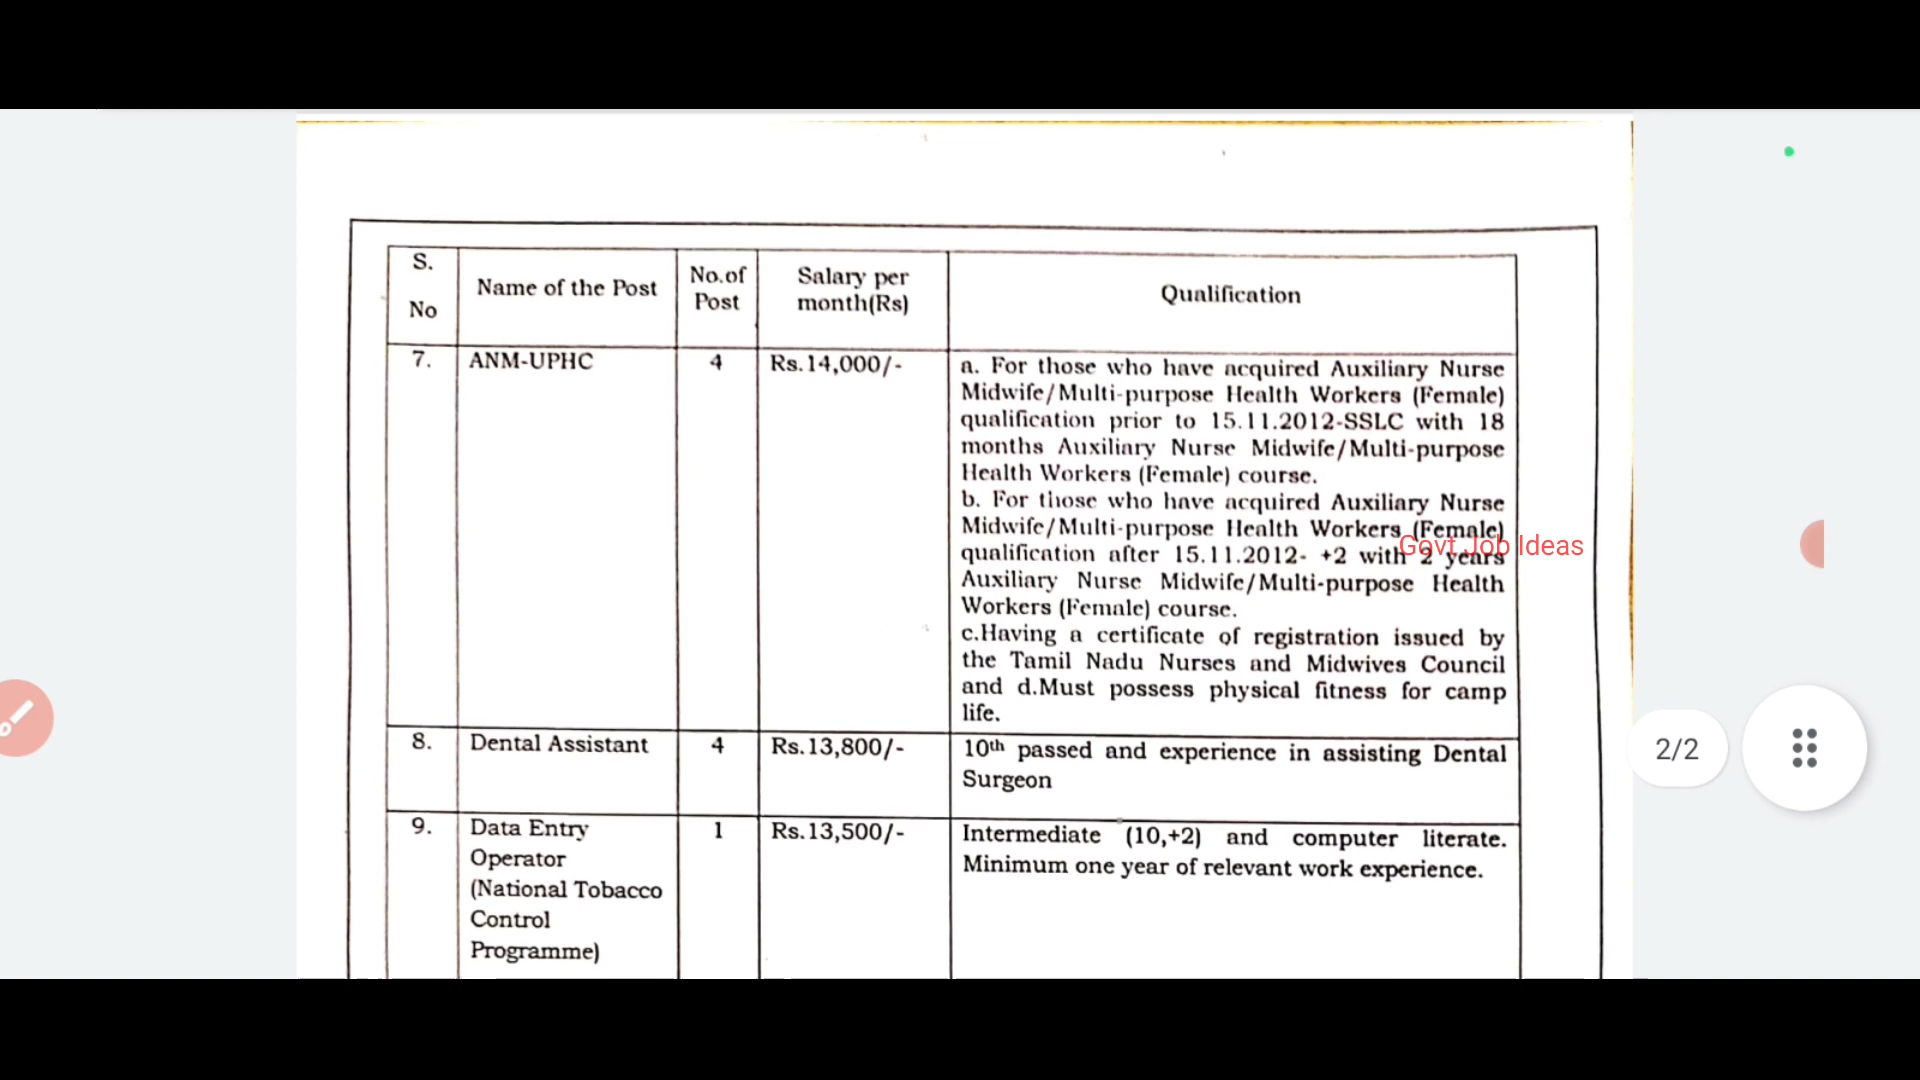 S.
No
Name of the Post
No.of
Post
Salary per
month(Rs)
Qualification
7.
ANM-UPHC
4
Rs.14,000/-
a. For those who have acquired Auxiliary Nurse
Midwife/Multi-purpose Health Workers (Female)
qualification prior to 15.11.2012-SSLC with 18
months Auxiliary Nurse Midwife/Multi-purpose
Health Workers (Female) course.
b. For those who have acquired Auxiliary Nurse
Midwife/Multi-purpose Health Workers (Female)
qualification after 15.11.2012- +2 with 2 years
Auxiliary Nurse Midwife/Multi-purpose Health
Workers (Female) course.
c.Having a certificate of registration issued by
the Tamil Nadu Nurses and Midwives Council
and d.Must possess physical fitness for camp
life.
Govt Job Ideas
8.
Dental Assistant
4
Rs.13,800/-
10th passed and experience in assisting Dental
Surgeon
2/2
9.
Data Entry
Operator
(National Tobacco
Control
Programme)
1
Rs.13,500/-
Intermediate (10,+2) and computer literate.
Minimum one year of relevant work experience.